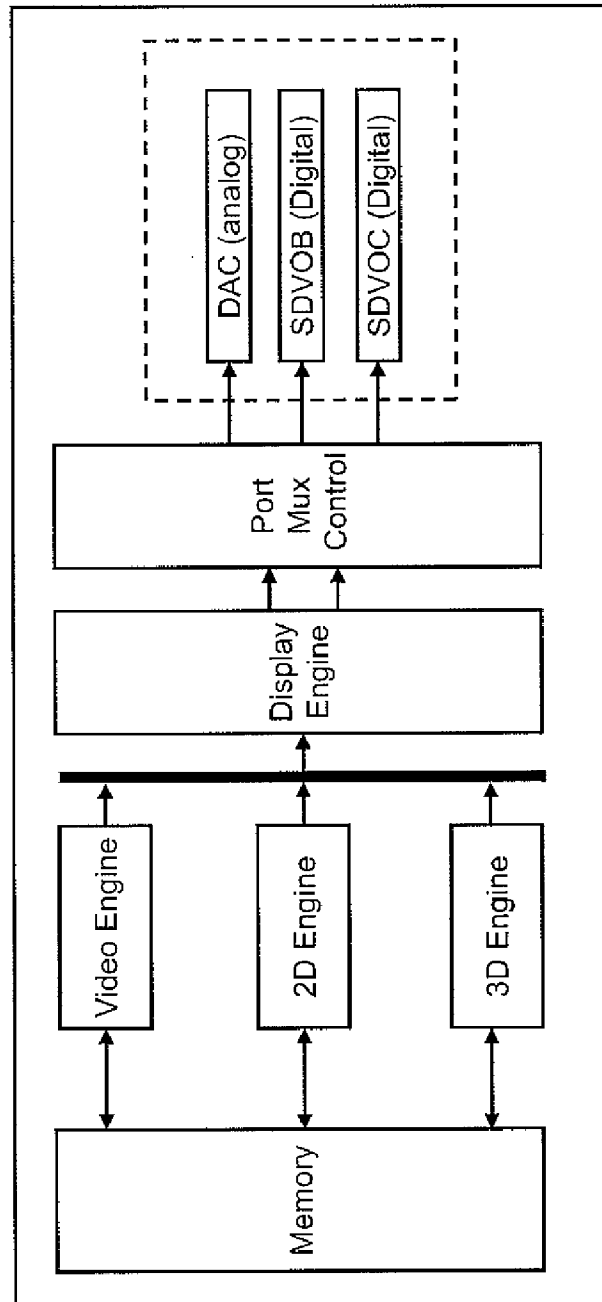 Memory
Video Engine
2D Engine
3D Engine
Display
Engine
Port
Mux
Control
DAC (analog)
SDVOB (Digital)
SDVOC (Digital)